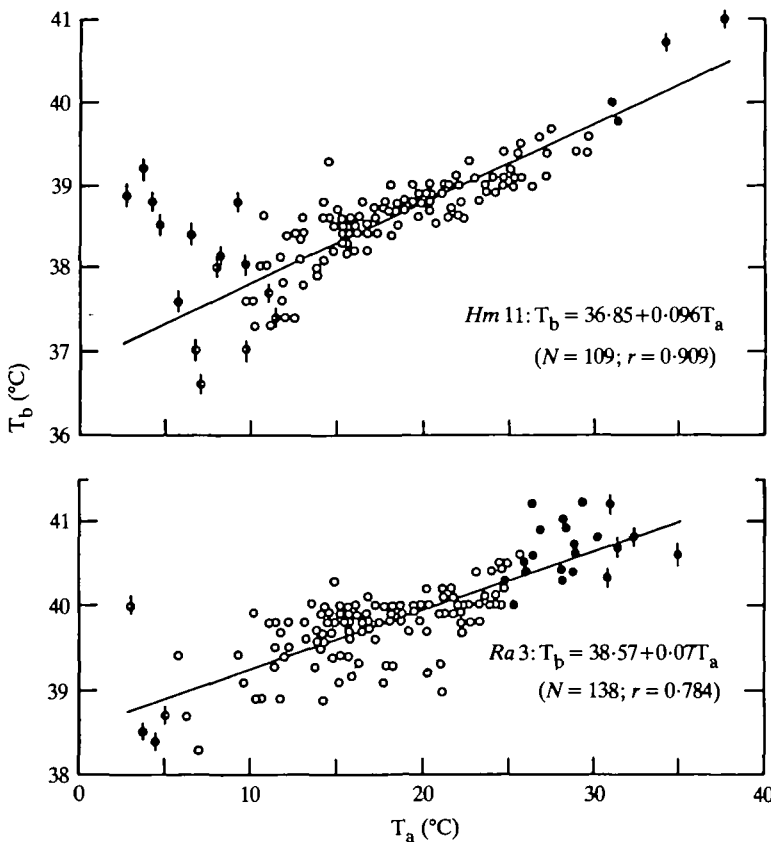 41
40
39
38
37
36
Hm 11: T_b = 36·85+0·096T_a
(N = 109; r = 0·909)
T_b (°C)
41
40
39
38
Ra 3: T_b = 38·57+0·07T_a
(N = 138; r = 0·784)
0 10 20 30 40
T_a (°C)